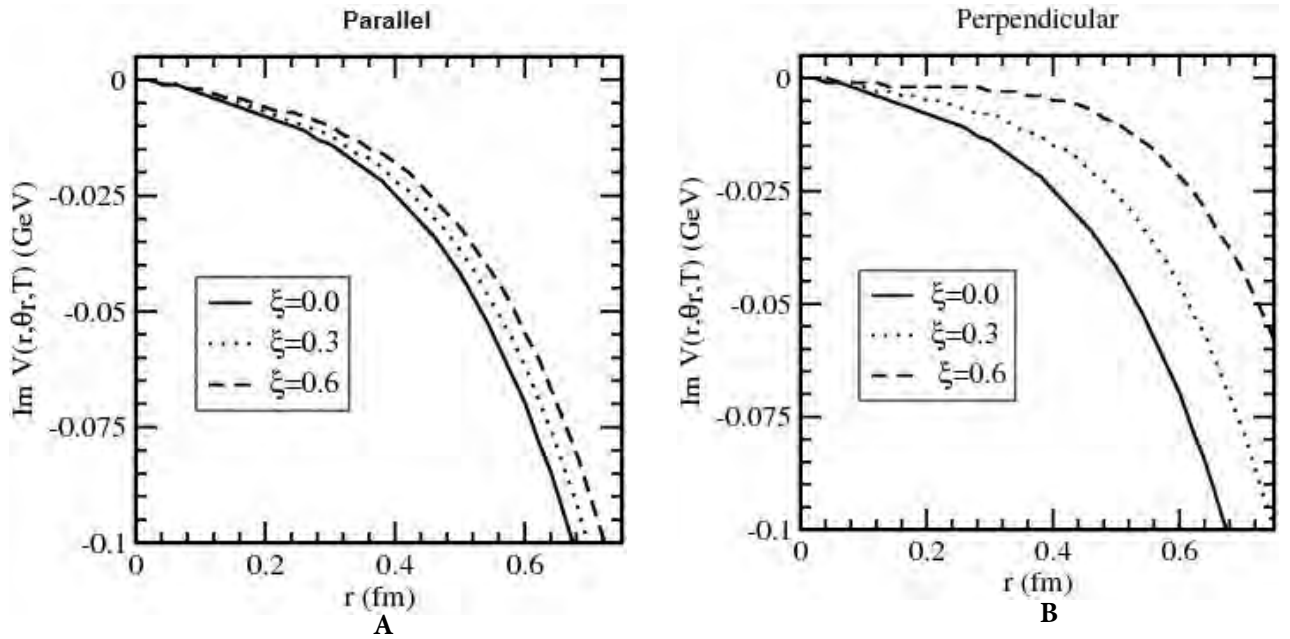 Parallel
0
-0.025
-0.05
-0.075
-0.1
Im V(r,θr,T) (GeV)
ξ=0.0
ξ=0.3
ξ=0.6
0 0.2 0.4 0.6
r (fm)
A
Perpendicular
0
-0.025
-0.05
-0.075
-0.1
Im V(r,θr,T) (GeV)
ξ=0.0
ξ=0.3
ξ=0.6
0 0.2 0.4 0.6
r (fm)
B